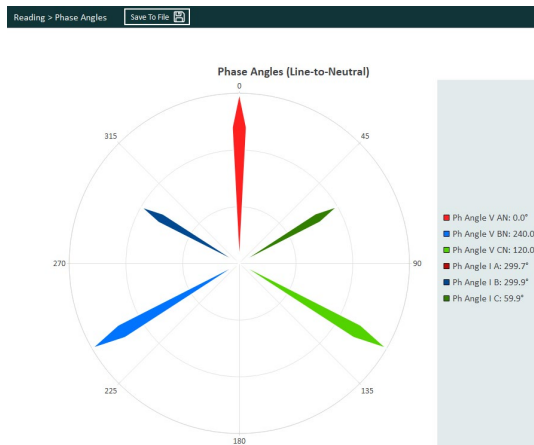 Reading > Phase Angles Save To File
Phase Angles (Line-to-Neutral)
0
315
45
270
90
225
135
180
Ph Angle V AN: 0.0°
Ph Angle V BN: 240.0
Ph Angle V CN: 120.0
Ph Angle I A: 299.7°
Ph Angle I B: 299.9°
Ph Angle I C: 59.9°